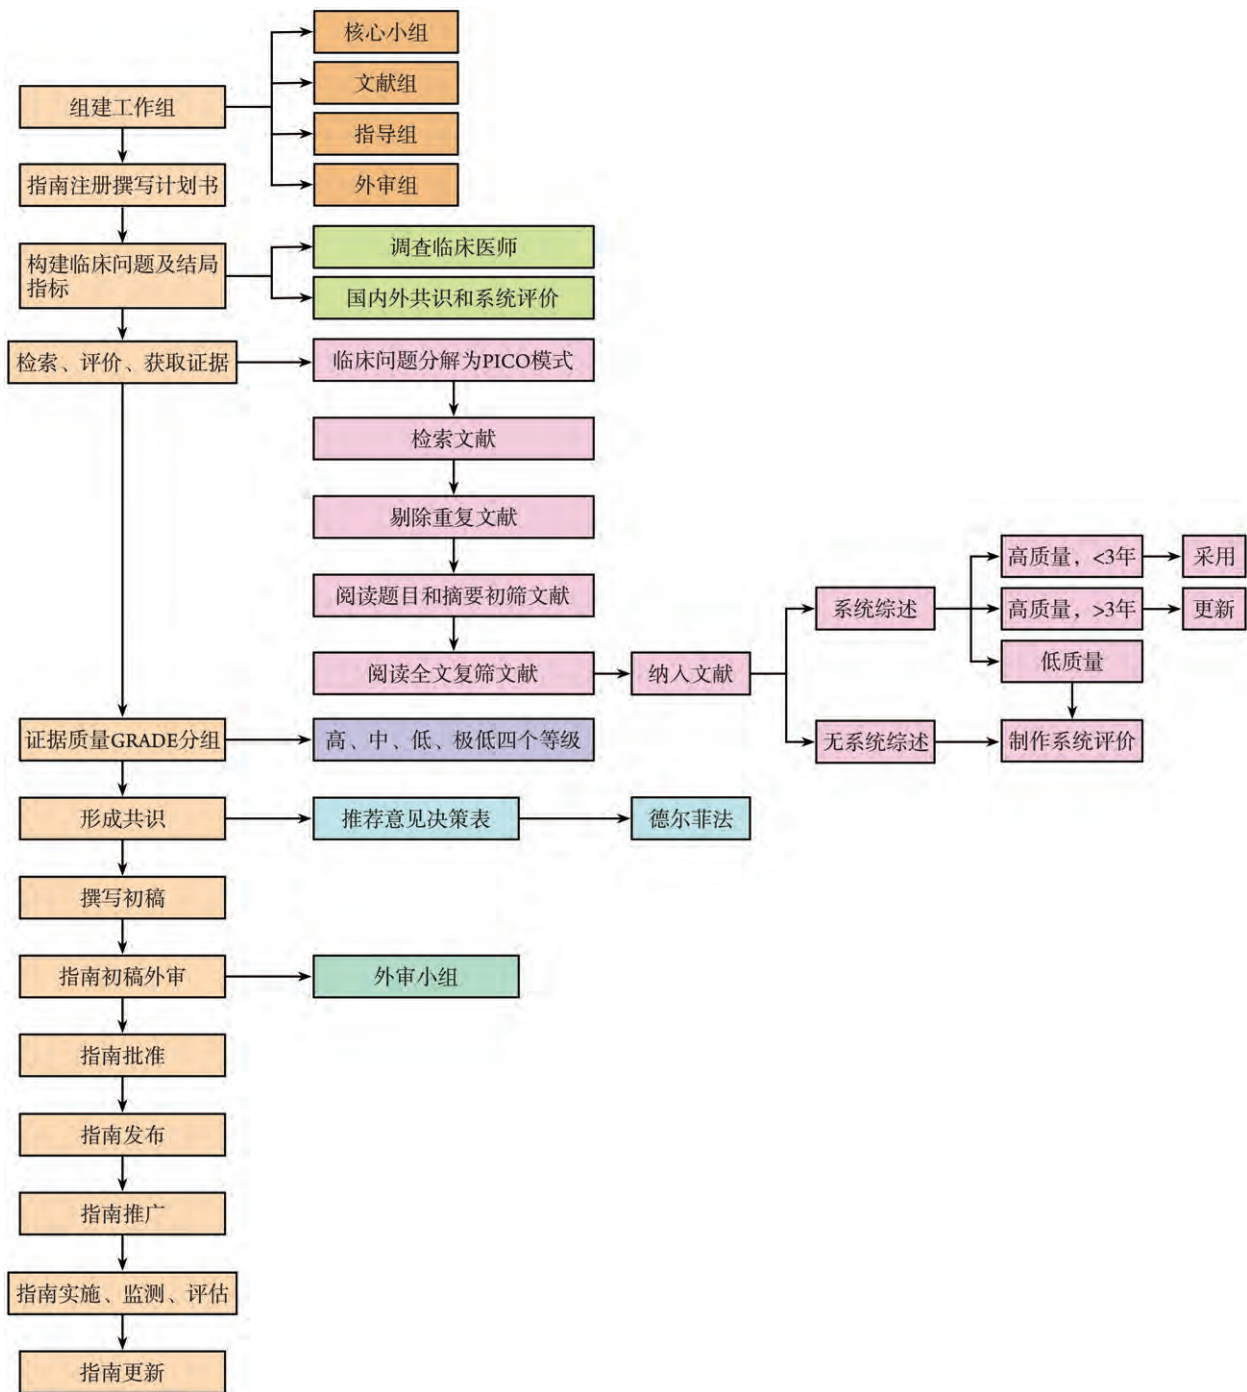 核心小组
文献组
组建工作组
指导组
外审组
指南注册撰写计划书
构建临床问题及结局
指标
调查临床医师
国内外共识和系统评价
检索、评价、获取证据
临床问题分解为PICO模式
检索文献
剔除重复文献
阅读题目和摘要初筛文献
阅读全文复筛文献
纳入文献
系统综述
高质量，<3年
采用
高质量，>3年
更新
低质量
无系统综述
制作系统评价
证据质量GRADE分组
高、中、低、极低四个等级
形成共识
推荐意见决策表
德尔菲法
撰写初稿
指南初稿外审
外审小组
指南批准
指南发布
指南推广
指南实施、监测、评估
指南更新